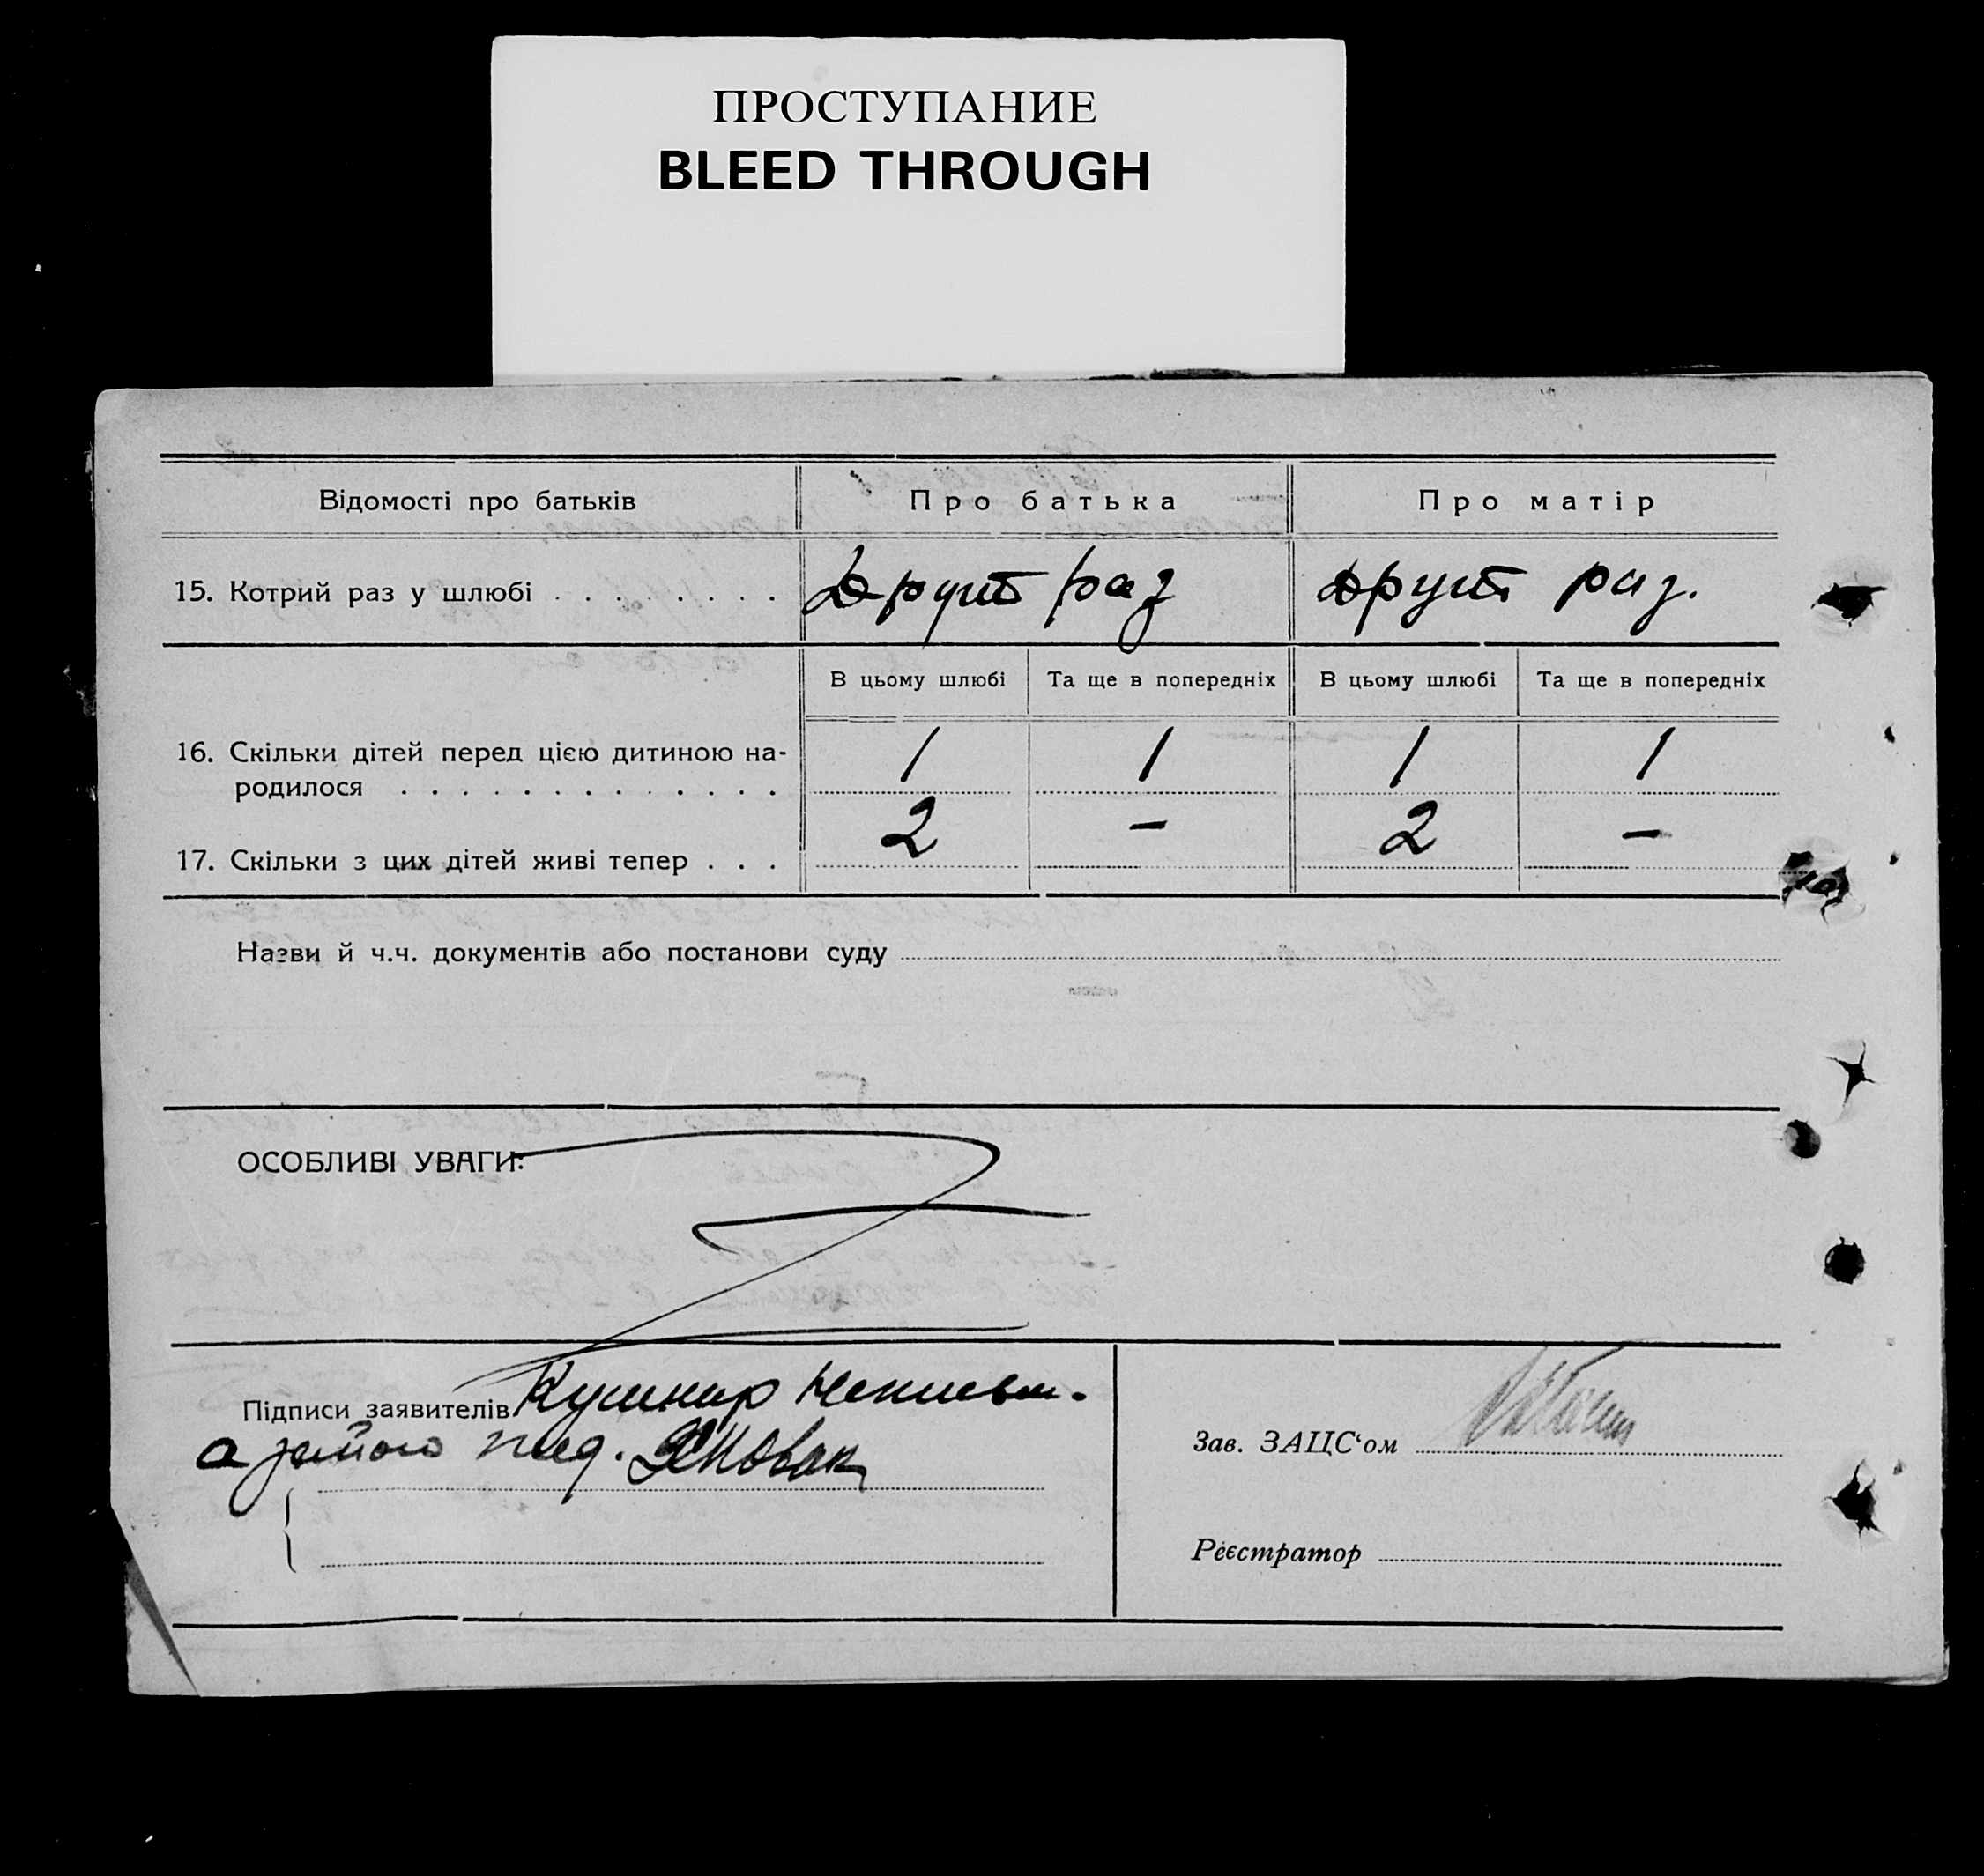 ПРОСТУПАНИЕ
BLEED THROUGH
Відомості про батьків
Про батька
Про матір
15. Котрий раз у шлюбі
Другий раз
другий раз.
В цьому шлюбі
Та ще в попередніх
В цьому шлюбі
Та ще в попередніх
16. Скільки дітей перед цією дитиною на-
родилося
1
1
1
1
17. Скільки з цих дітей живі тепер
2
-
2
-
Назви й ч.ч. документів або постанови суду
ОСОБЛИВІ УВАГИ:
Підписи заявителів Кушнир
а
Зав. ЗАЦС'ом
Реєстратор